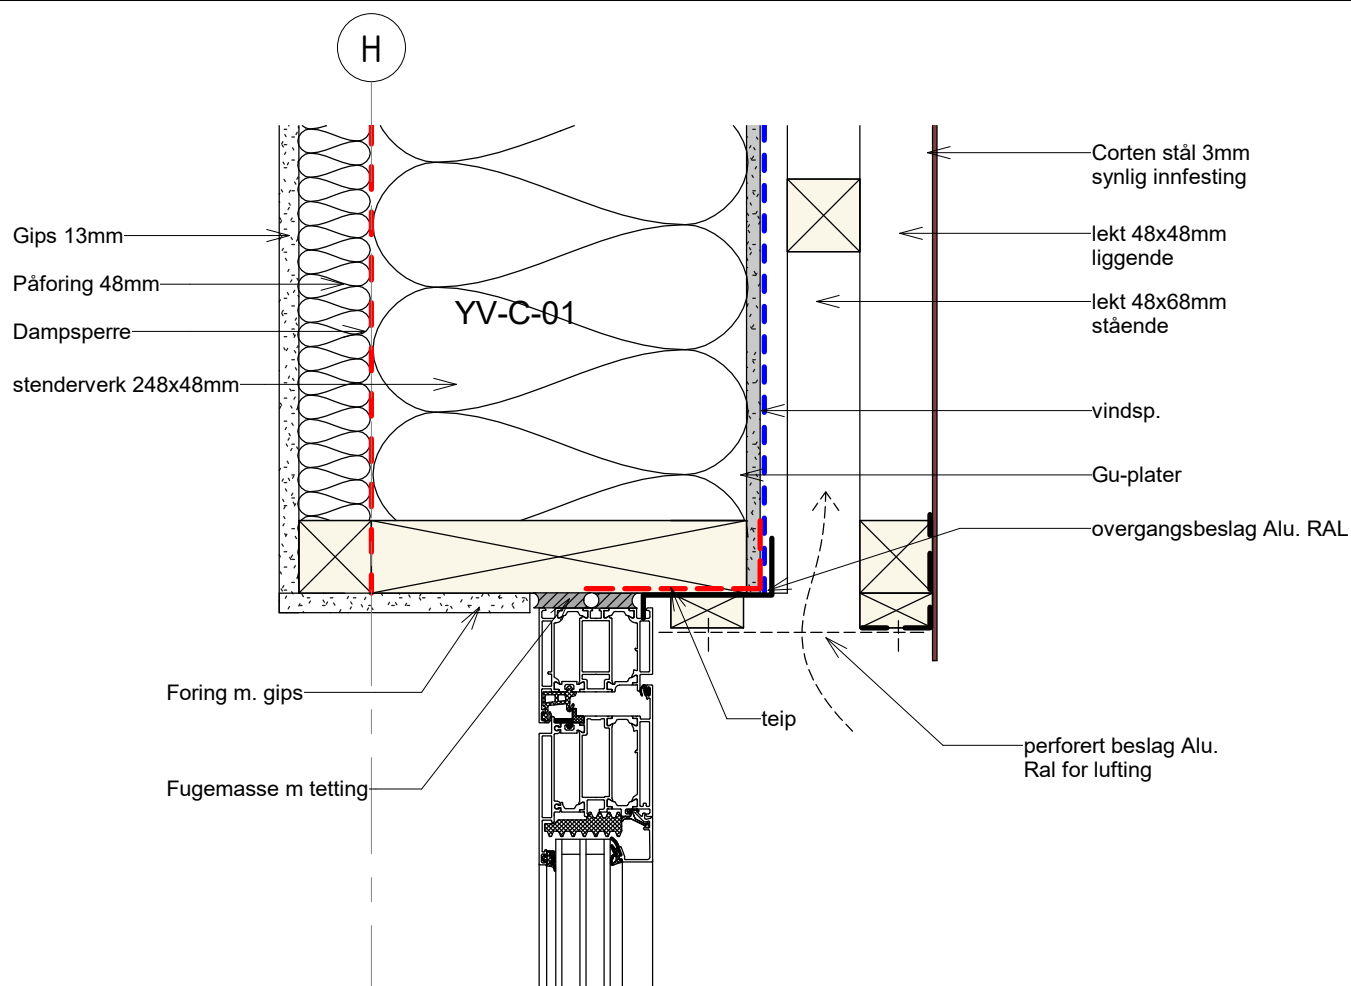 H
Gips 13mm
Påforing 48mm
Dampsperre
stenderverk 248x48mm
YV-C-01
Corten stål 3mm
synlig innfesting
lekt 48x48mm
liggende
lekt 48x68mm
stående
vindsp.
Gu-plater
overgangsbeslag Alu. RAL
Foring m. gips
teip
Fugemasse m tetting
perforert beslag Alu.
Ral for lufting